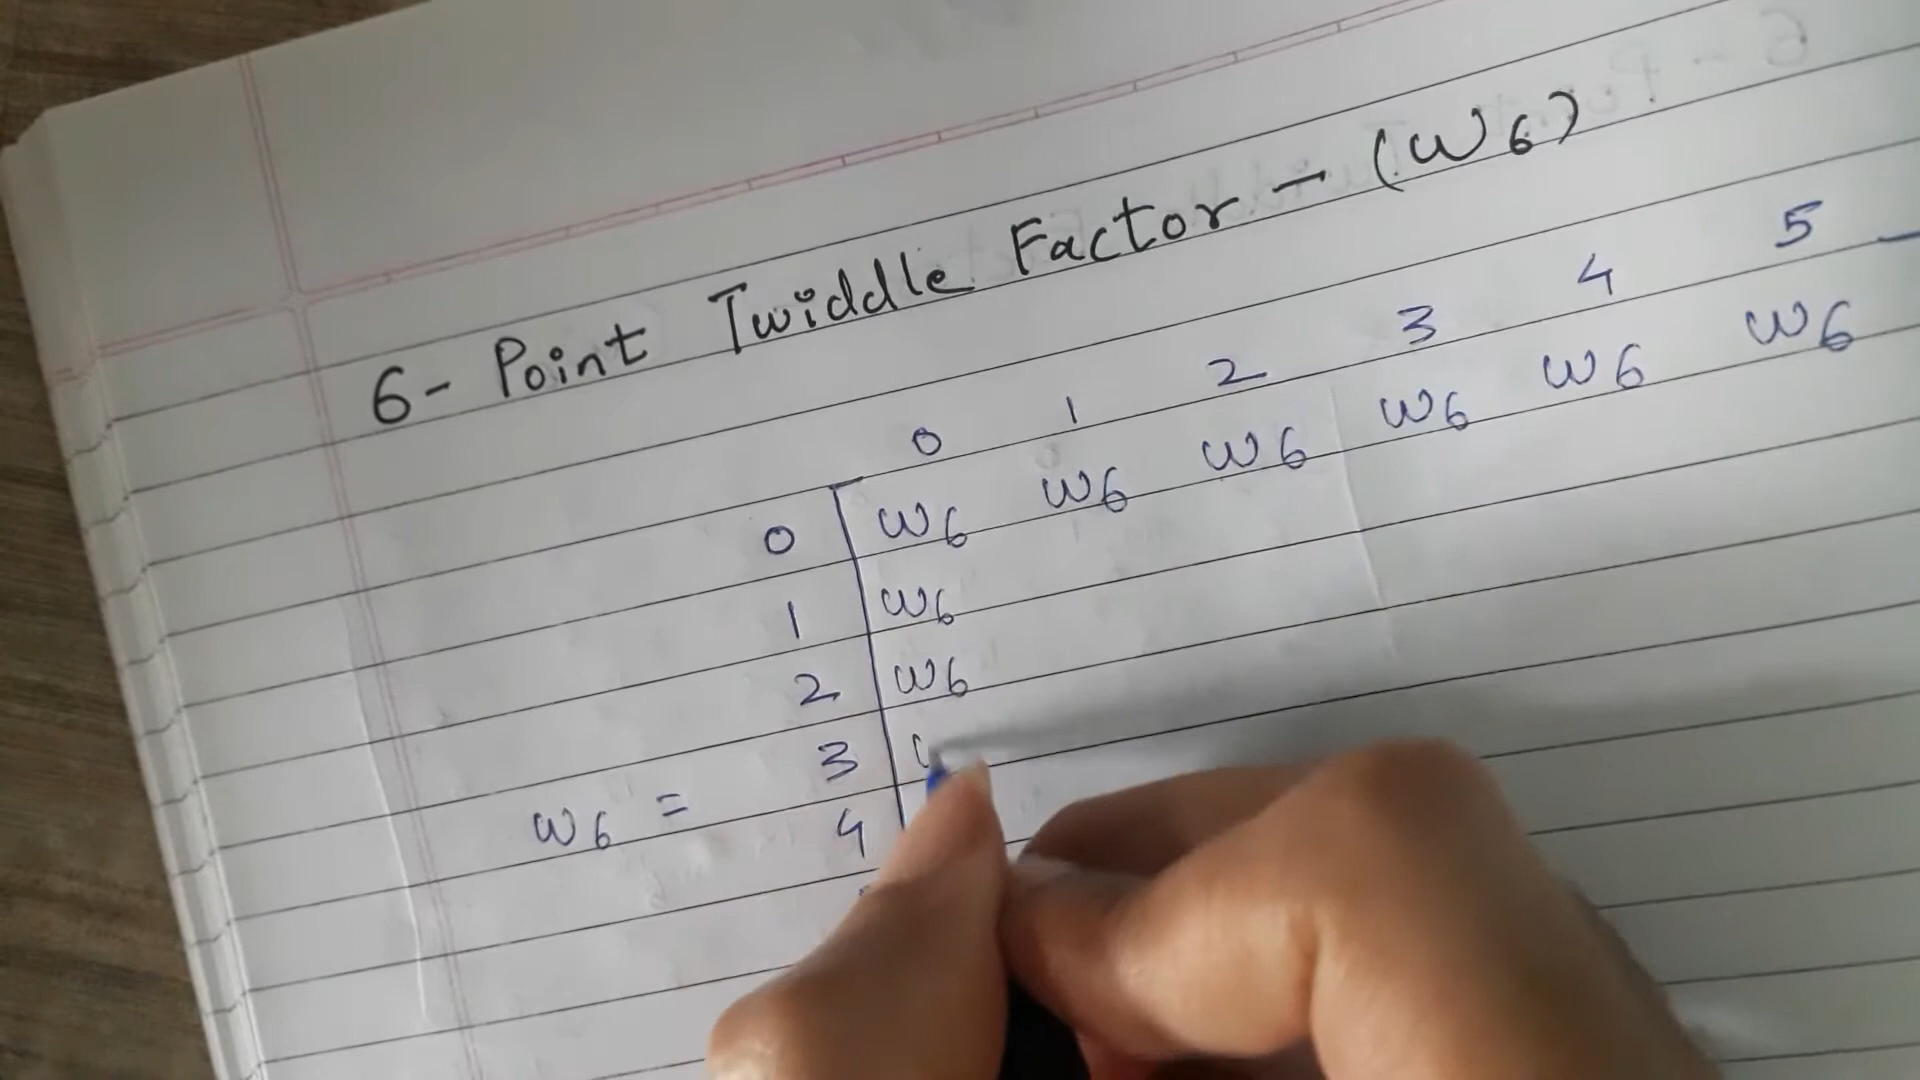 6- Point Twiddle Factor - (W6)
0 1 2 3 4 5
0 W6 W6 W6 W6 W6 W6
1 W6
2 W6
3
W6 = 4